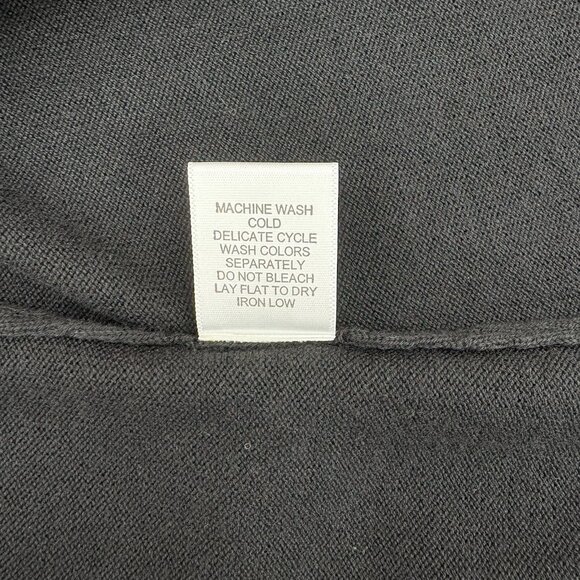 MACHINE WASH
COLD
DELICATE CYCLE
WASH COLORS
SEPARATELY
DO NOT BLEACH
LAY FLAT TO DRY
IRON LOW